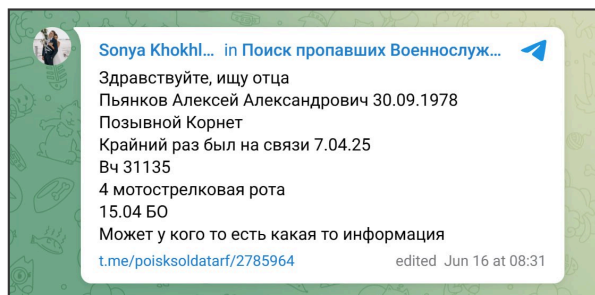 Sonya Khokhl... in Поиск пропавших Военнослуж...
Здравствуйте, ищу отца
Пьянков Алексей Александрович 30.09.1978
Позывной Корнет
Крайний раз был на связи 7.04.25
Вч 31135
4 мотострелковая рота
15.04 БО
Может у кого то есть какая то информация
t.me/poisksoldatarf/2785964 edited Jun 16 at 08:31